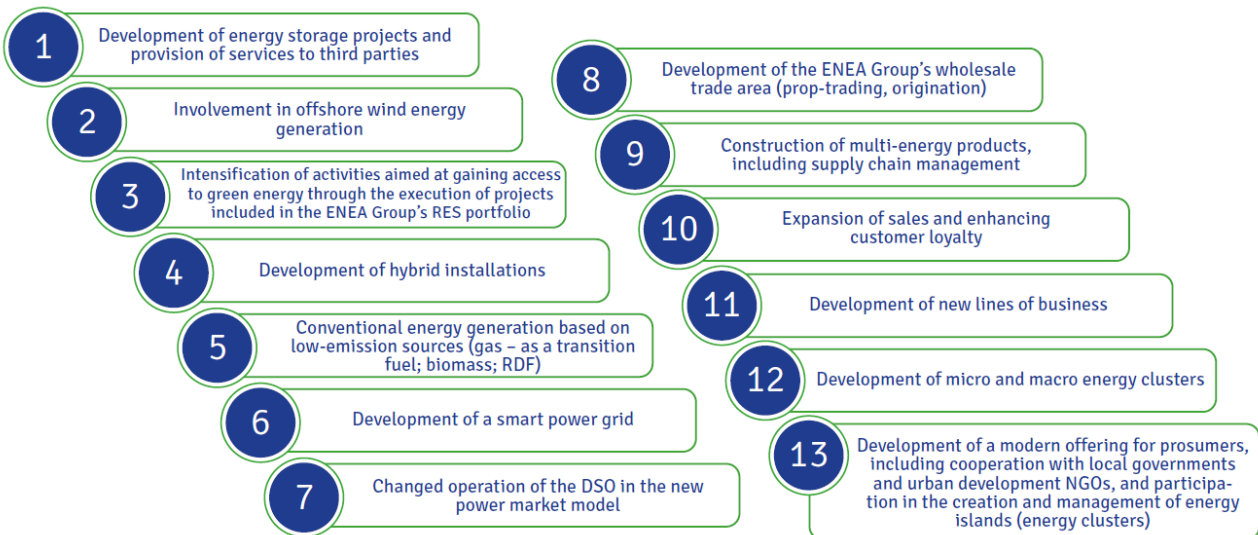 1
Development of energy storage projects and
provision of services to third parties
2
Involvement in offshore wind energy
generation
3
Intensification of activities aimed at gaining access
to green energy through the execution of projects
included in the ENEA Group's RES portfolio
4
Development of hybrid installations
5
Conventional energy generation based on
low-emission sources (gas – as a transition
fuel; biomass; RDF)
6
Development of a smart power grid
7
Changed operation of the DSO in the new
power market model
8
Development of the ENEA Group's wholesale
trade area (prop-trading, origination)
9
Construction of multi-energy products,
including supply chain management
10
Expansion of sales and enhancing
customer loyalty
11
Development of new lines of business
12
Development of micro and macro energy clusters
13
Development of a modern offering for prosumers,
including cooperation with local governments
and urban development NGOs, and participa-
tion in the creation and management of energy
islands (energy clusters)